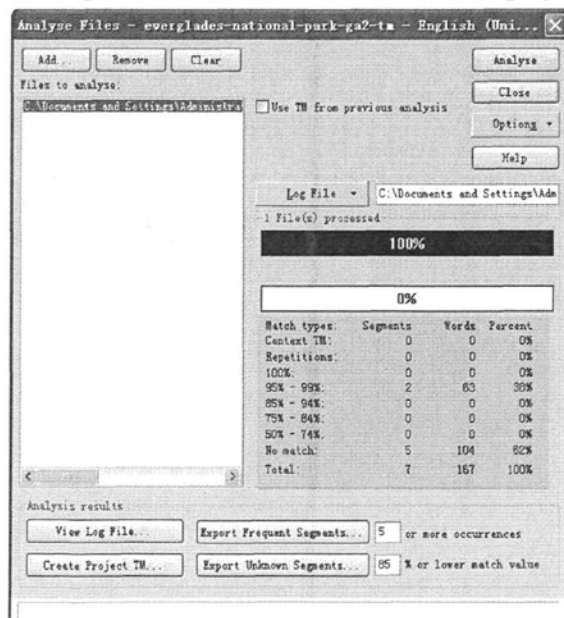 Analyse Files - everglades-national-park-ga2-tm - English (Uni...
Add... Remove Clear Analyse
Files to analyse: Close
C:\Documents and Settings\Administra Use TM from previous analysis
Options
Help
Log File C:\Documents and Settings\Adm
1 File(s) processed
100%
0%
Match types: Segments Words Percent
Context TM: 0 0 0%
Repetitions: 0 0 0%
100%: 0 0 0%
95% - 99%: 2 63 38%
85% - 94%: 0 0 0%
75% - 84%: 0 0 0%
50% - 74%: 0 0 0%
No match: 5 104 62%
Total: 7 167 100%
Analysis results
View Log File... Export Frequent Segments... 5 or more occurrences
Create Project TM... Export Unknown Segments... 85 % or lower match value